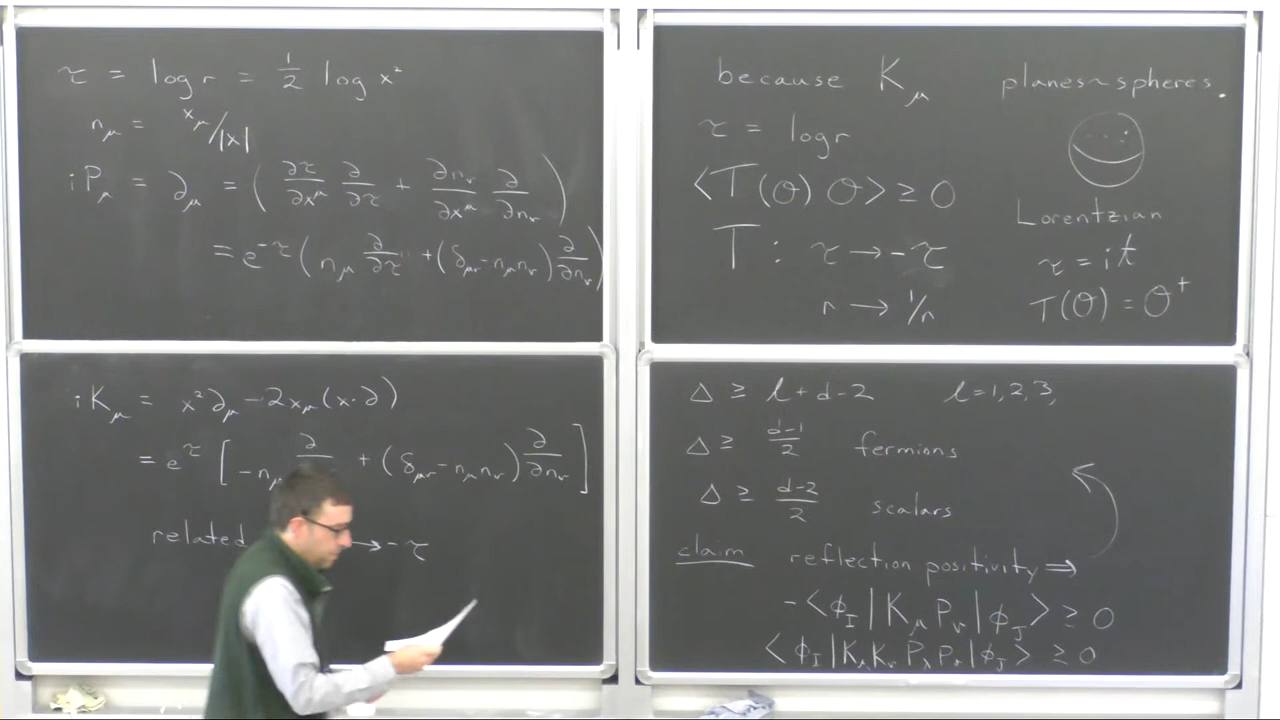 τ = log r = 1/2 log x²
n_μ = x_μ/|x|
iP_μ = ∂_μ = ( ∂τ/∂x^μ ∂/∂τ + ∂n_ν/∂x^μ ∂/∂n_ν )
= e^{-τ} ( n_μ ∂/∂τ + (δ_μν - n_μ n_ν) ∂/∂n_ν )
iK_μ = x²∂_μ - 2x_μ(x·∂)
= e^τ [ -n_μ ∂/ + (δ_μν - n_μ n_ν) ∂/∂n_ν ]
related → -τ
because K_μ planes~spheres.
τ = log r
<T(Θ) Θ> ≥ 0
T: τ → -τ
r → 1/r
Lorentzian
τ = it
T(Θ) = Θ†
Δ ≥ l + d - 2 l = 1,2,3,
Δ ≥ d-1/2 fermions
Δ ≥ d-2/2 scalars
claim reflection positivity ⇒
-<φ_I|K_μ P_ν|φ_J> ≥ 0
<φ_I|K_μ K_ν P_λ P_σ|φ_J> ≥ 0